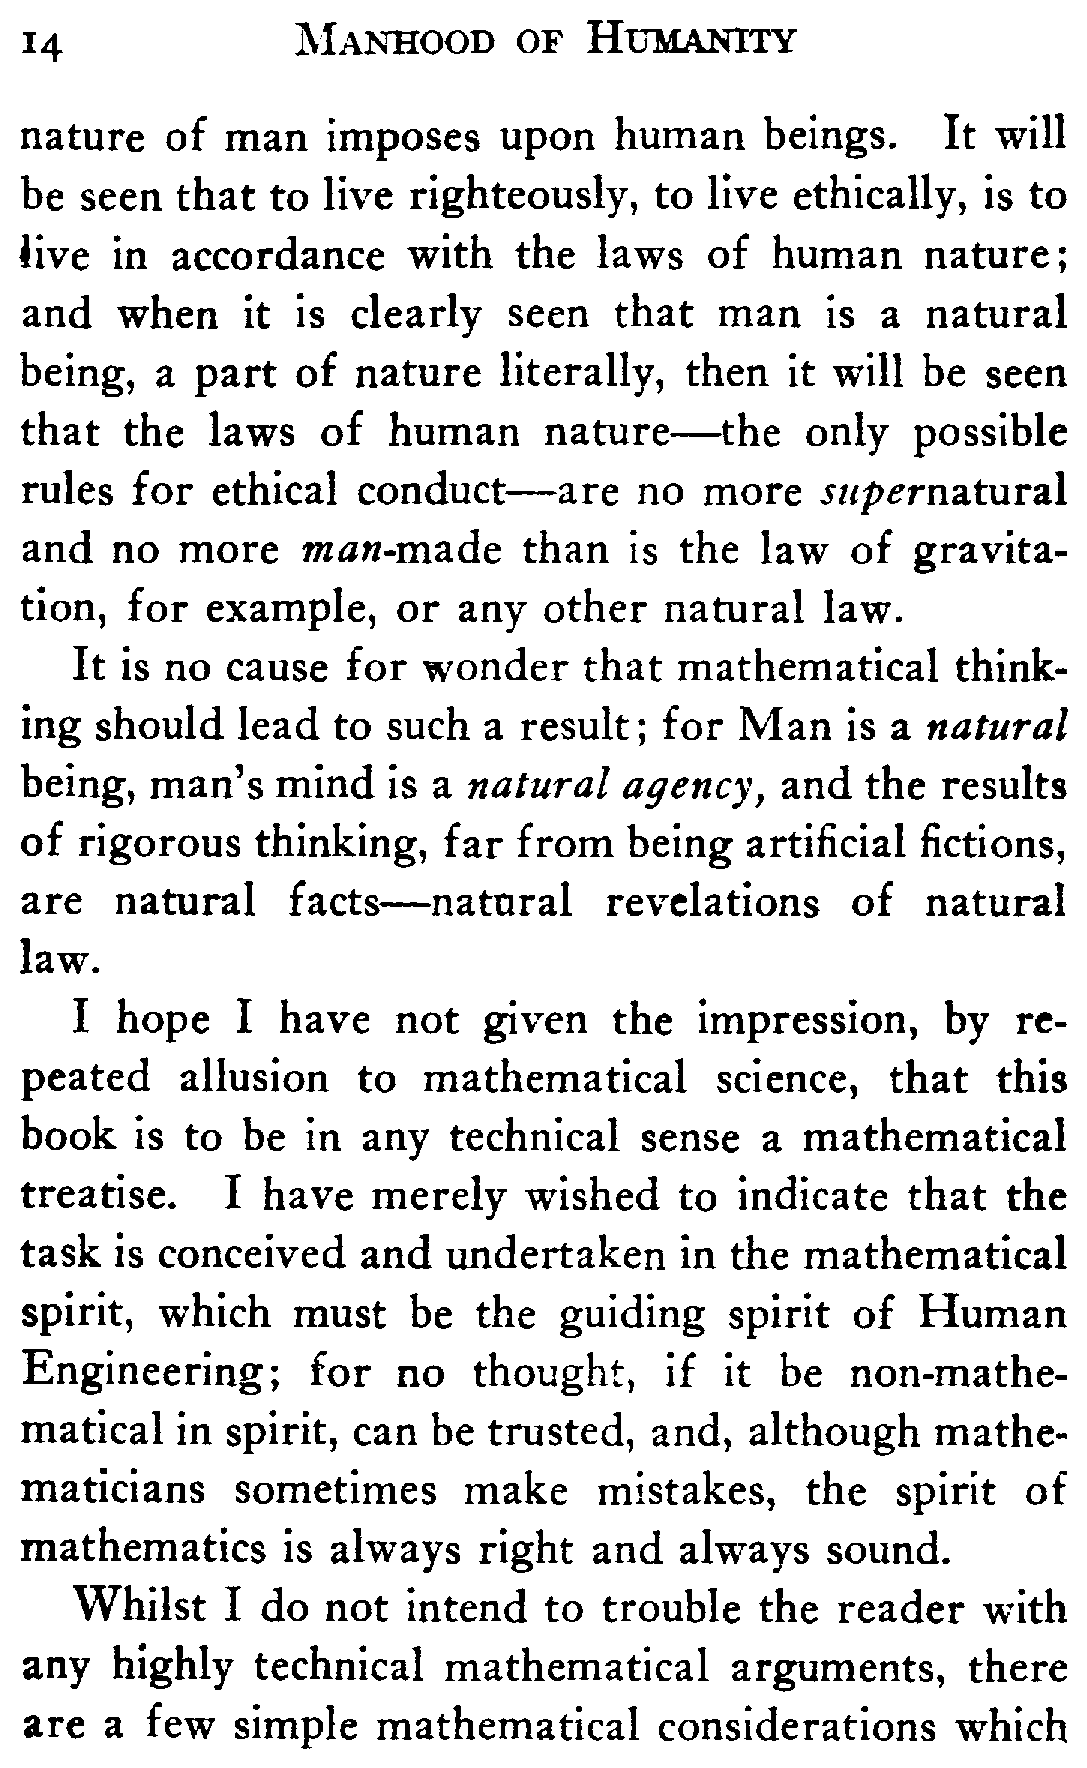 14 MANHOOD OF HUMANITY
nature of man imposes upon human beings. It will
be seen that to live righteously, to live ethically, is to
live in accordance with the laws of human nature;
and when it is clearly seen that man is a natural
being, a part of nature literally, then it will be seen
that the laws of human nature—the only possible
rules for ethical conduct—are no more supernatural
and no more man-made than is the law of gravita-
tion, for example, or any other natural law.
It is no cause for wonder that mathematical think-
ing should lead to such a result; for Man is a natural
being, man's mind is a natural agency, and the results
of rigorous thinking, far from being artificial fictions,
are natural facts—natural revelations of natural
law.
I hope I have not given the impression, by re-
peated allusion to mathematical science, that this
book is to be in any technical sense a mathematical
treatise. I have merely wished to indicate that the
task is conceived and undertaken in the mathematical
spirit, which must be the guiding spirit of Human
Engineering; for no thought, if it be non-mathe-
matical in spirit, can be trusted, and, although mathe-
maticians sometimes make mistakes, the spirit of
mathematics is always right and always sound.
Whilst I do not intend to trouble the reader with
any highly technical mathematical arguments, there
are a few simple mathematical considerations which